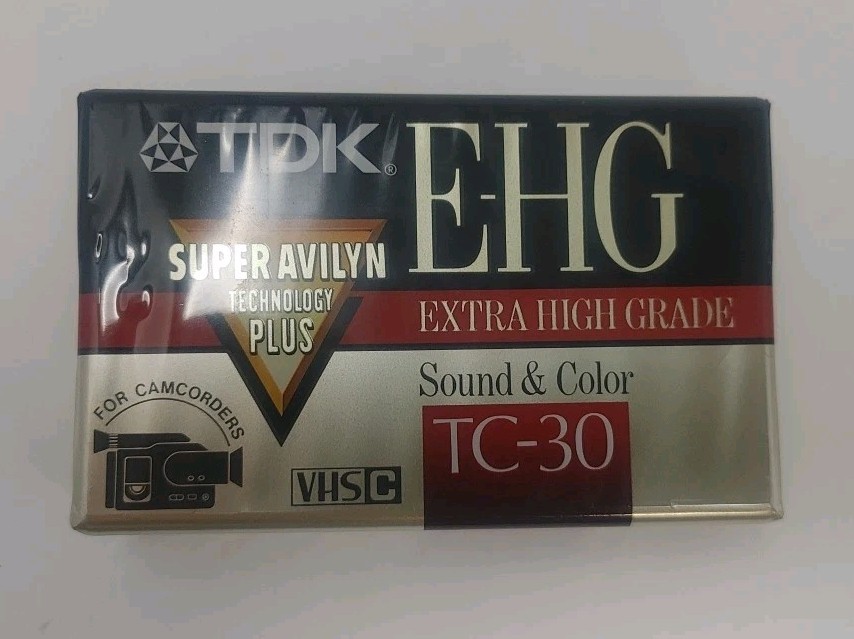 TDK®
E-HG
SUPER AVILYN
TECHNOLOGY
PLUS
EXTRA HIGH GRADE
Sound & Color
TC-30
FOR CAMCORDERS
VHS C